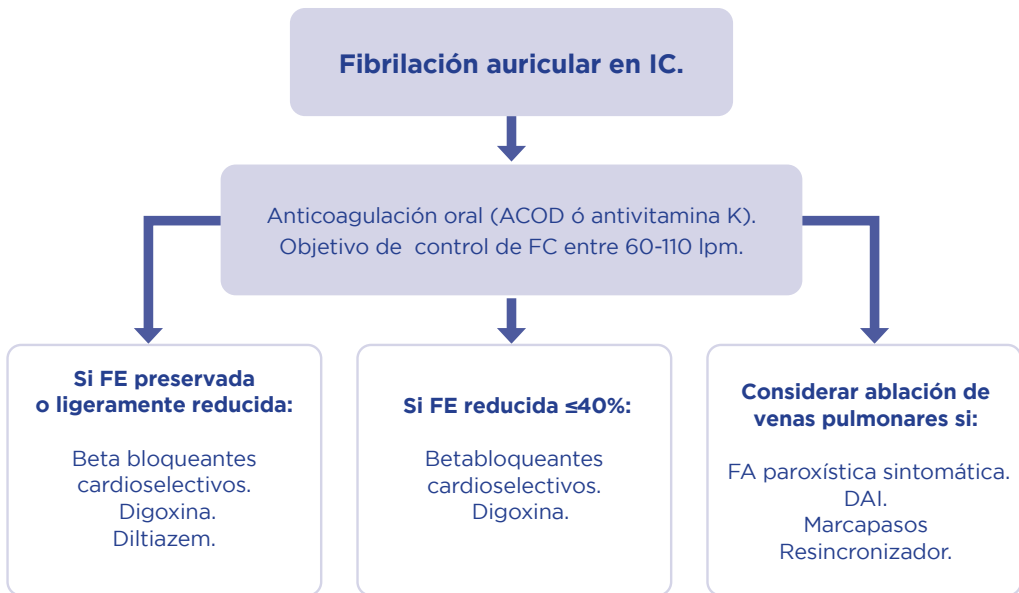 Fibrilación auricular en IC.
Anticoagulación oral (ACOD ó antivitamina K).
Objetivo de control de FC entre 60-110 lpm.
Si FE preservada
o ligeramente reducida:
Beta bloqueantes
cardioselectivos.
Digoxina.
Diltiazem.
Si FE reducida ≤40%:
Betabloqueantes
cardioselectivos.
Digoxina.
Considerar ablación de
venas pulmonares si:
FA paroxística sintomática.
DAI.
Marcapasos
Resincronizador.